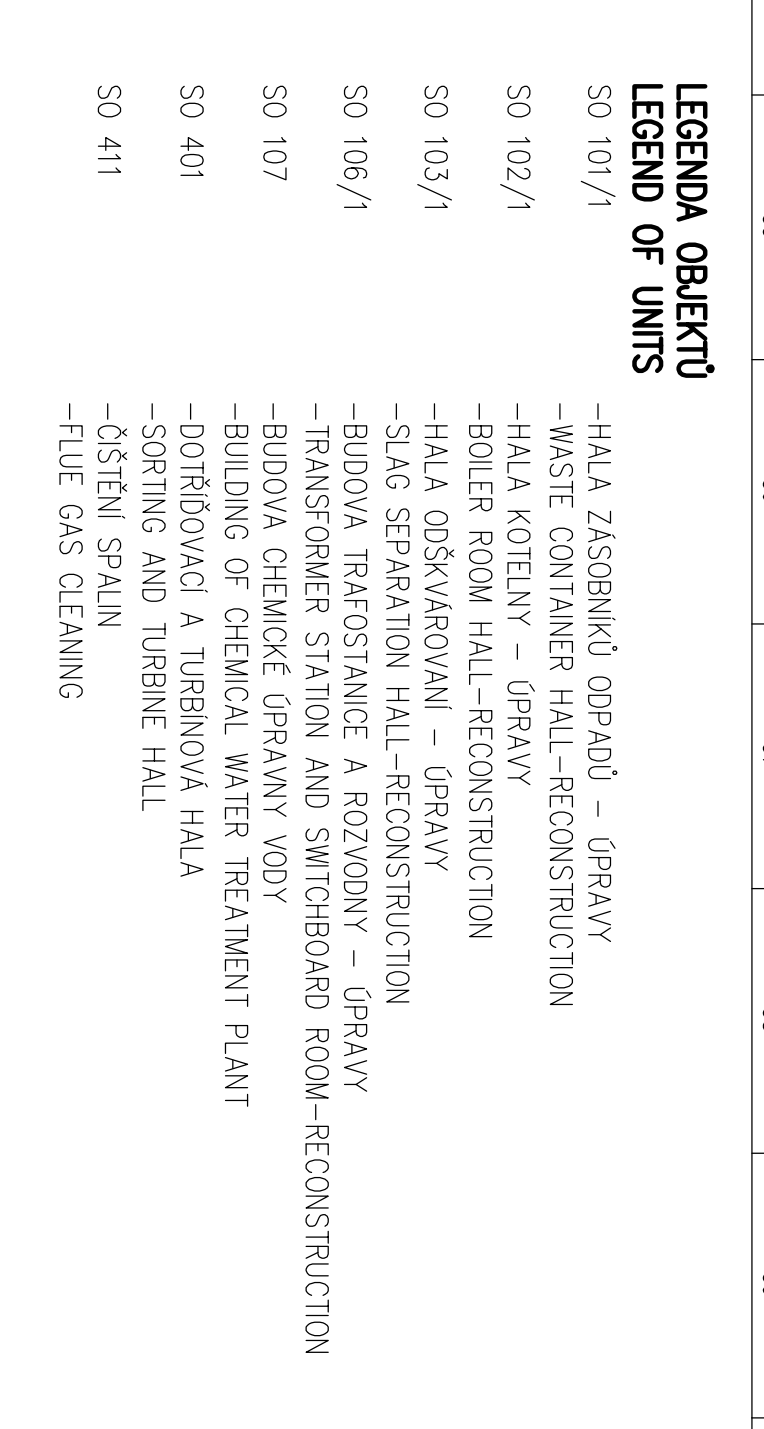 LEGENDA OBJEKTŮ
LEGEND OF UNITS
SO 101/1 –HALA ZÁSOBNÍKŮ ODPADŮ – ÚPRAVY
–WASTE CONTAINER HALL–RECONSTRUCTION
SO 102/1 –HALA KOTELNY – ÚPRAVY
–BOILER ROOM HALL–RECONSTRUCTION
SO 103/1 –HALA ODŠKVÁROVANÍ – ÚPRAVY
–SLAG SEPARATION HALL–RECONSTRUCTION
SO 106/1 –BUDOVA TRAFOSTANICE A ROZVODNY – ÚPRAVY
–TRANSFORMER STATION AND SWITCHBOARD ROOM–RECONSTRUCTION
SO 107 –BUDOVA CHEMICKÉ ÚPRAVNY VODY
–BUILDING OF CHEMICAL WATER TREATMENT PLANT
SO 401 –DOTŘÍĎOVACÍ A TURBÍNOVÁ HALA
–SORTING AND TURBINE HALL
SO 411 –ČIŠTĚNÍ SPALIN
–FLUE GAS CLEANING